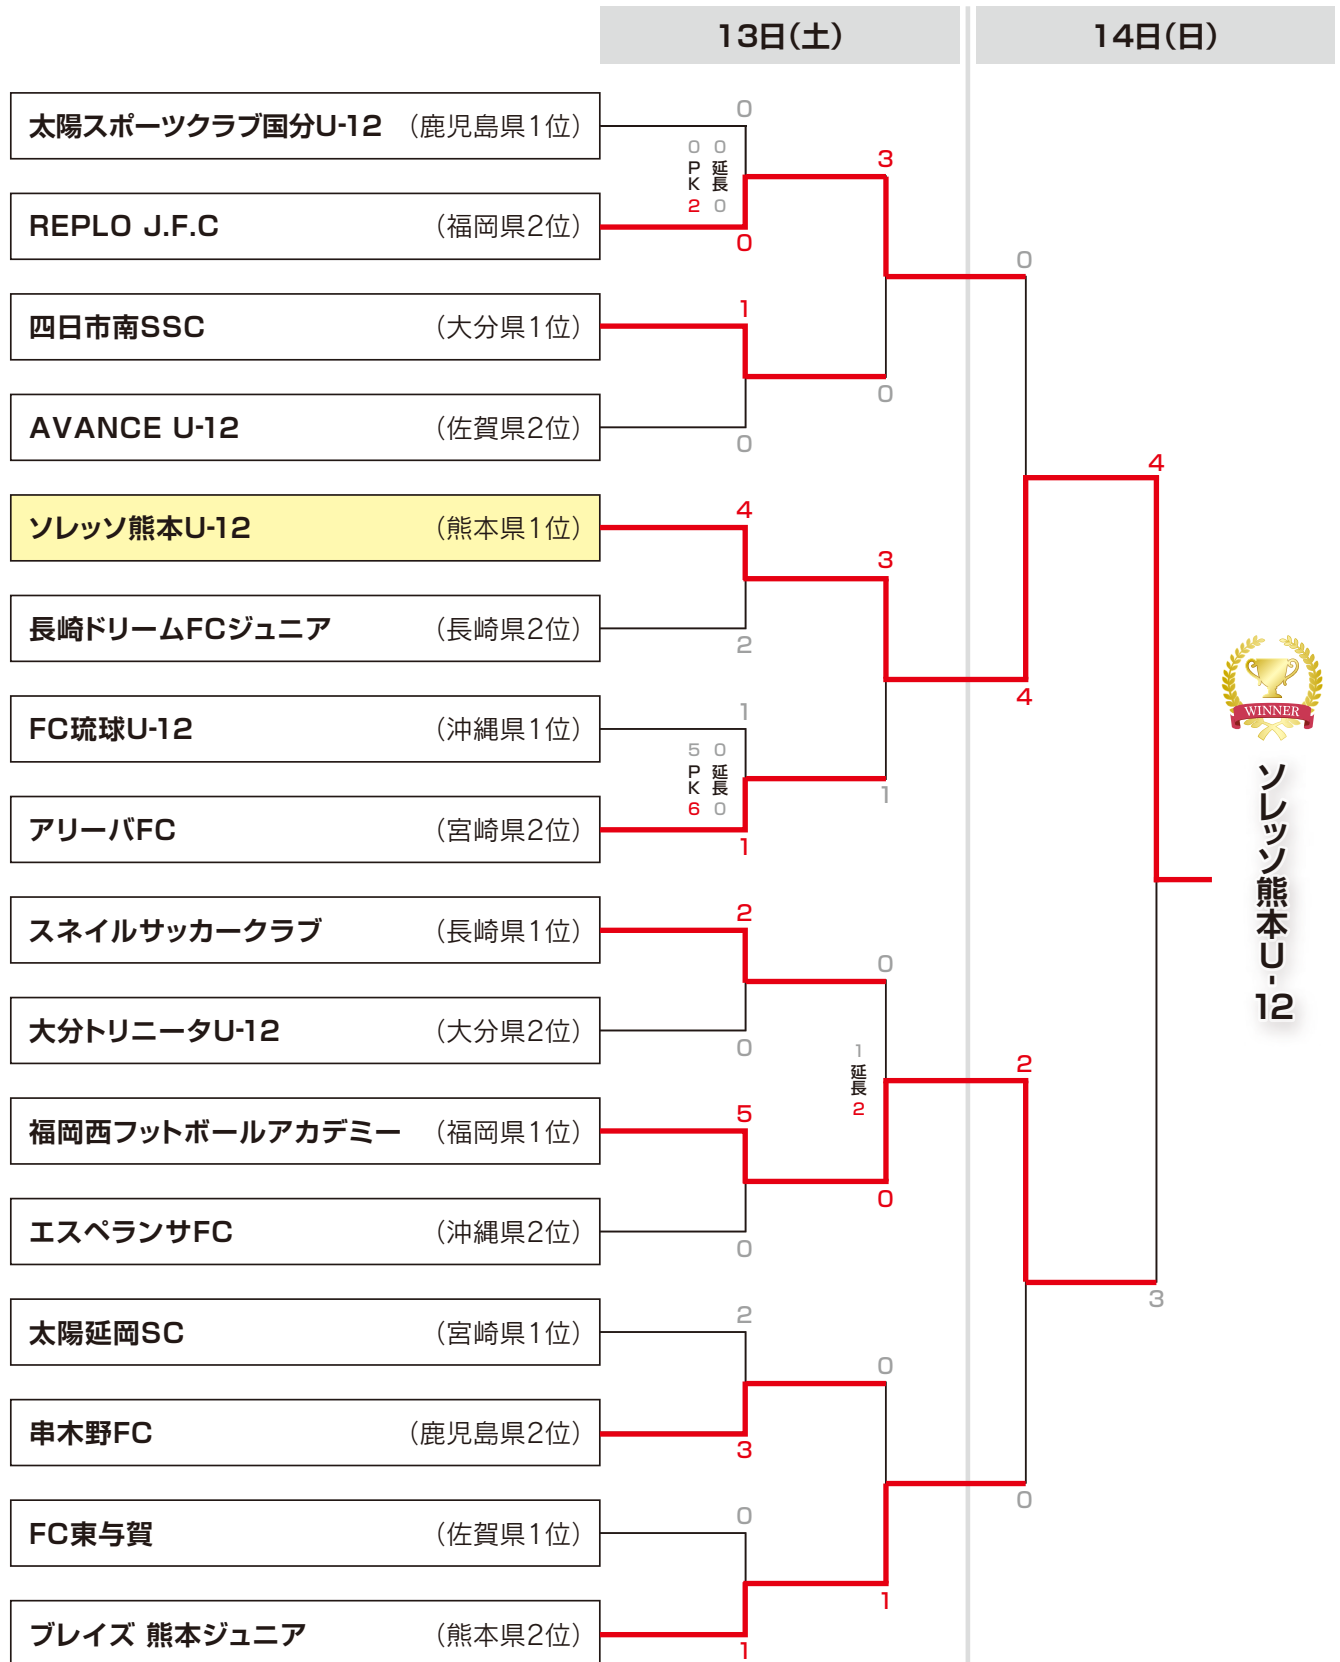 13日(土)
14日(日)
太陽スポーツクラブ国分U-12 (鹿児島県1位)
0
0 0
PK 延長
2 0
3
REPLO J.F.C (福岡県2位)
0
0
四日市南SSC (大分県1位)
1
0
AVANCE U-12 (佐賀県2位)
0
4
ソレッソ熊本U-12 (熊本県1位)
4
3
長崎ドリームFCジュニア (長崎県2位)
2
4
WINNER
ソレッソ熊本U-12
FC琉球U-12 (沖縄県1位)
1
5 0
PK 延長
6 0
1
アリーバFC (宮崎県2位)
1
スネイルサッカークラブ (長崎県1位)
2
0
大分トリニータU-12 (大分県2位)
0
1
延長
2
2
福岡西フットボールアカデミー (福岡県1位)
5
0
エスペランサFC (沖縄県2位)
0
3
太陽延岡SC (宮崎県1位)
2
0
串木野FC (鹿児島県2位)
3
0
FC東与賀 (佐賀県1位)
0
1
ブレイズ 熊本ジュニア (熊本県2位)
1